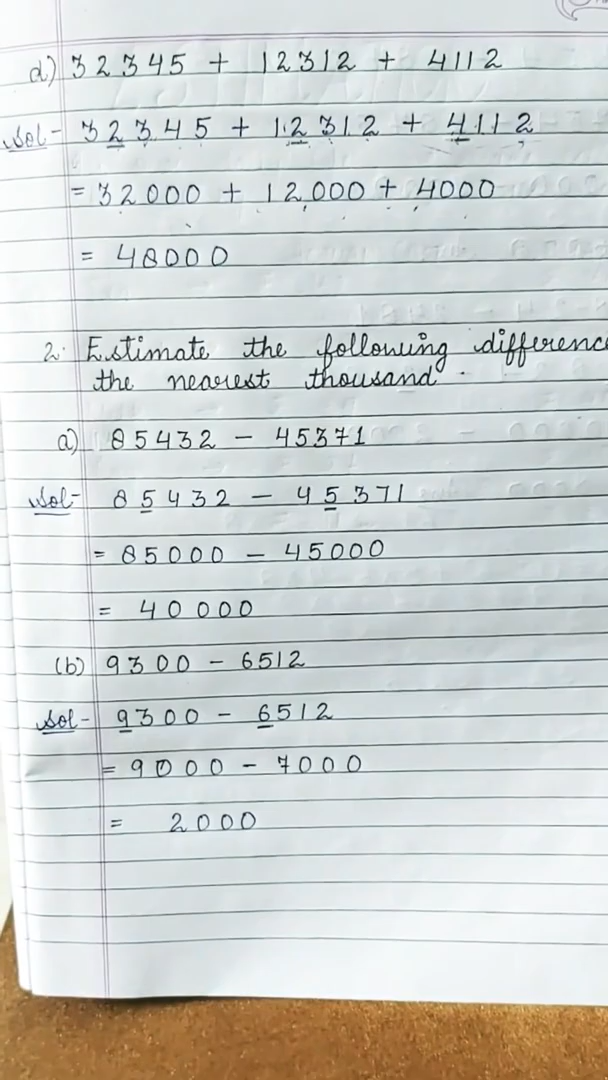 d) 32345 + 12312 + 4112
Sol- 32345 + 12312 + 4112
= 32000 + 12,000 + 4000
= 48000
2. Estimate the following differenc
the nearest thousand.
a) 85432 - 45371
Sol- 85432 - 45371
= 85000 - 45000
= 40000
(b) 9300 - 6512
Sol- 9300 - 6512
= 9000 - 7000
= 2000